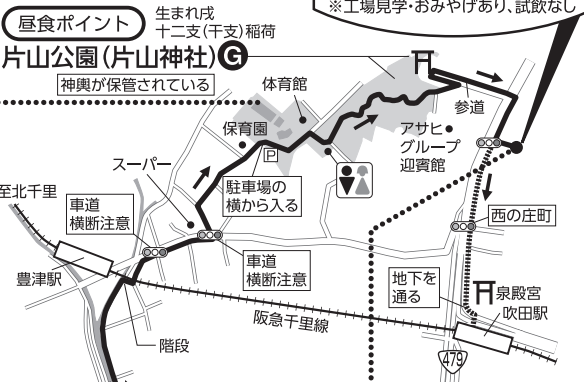 ※工場見学・おみやげあり、試飲なし
昼食ポイント
生まれ戌
十二支(干支)稲荷
片山公園(片山神社)G
神輿が保管されている
体育館
参道
保育園
アサヒ
グループ
迎賓館
P
スーパー
駐車場の
横から入る
至北千里
車道
横断注意
西の庄町
車道
横断注意
豊津駅
地下を
通る
泉殿宮
吹田駅
阪急千里線
階段
479